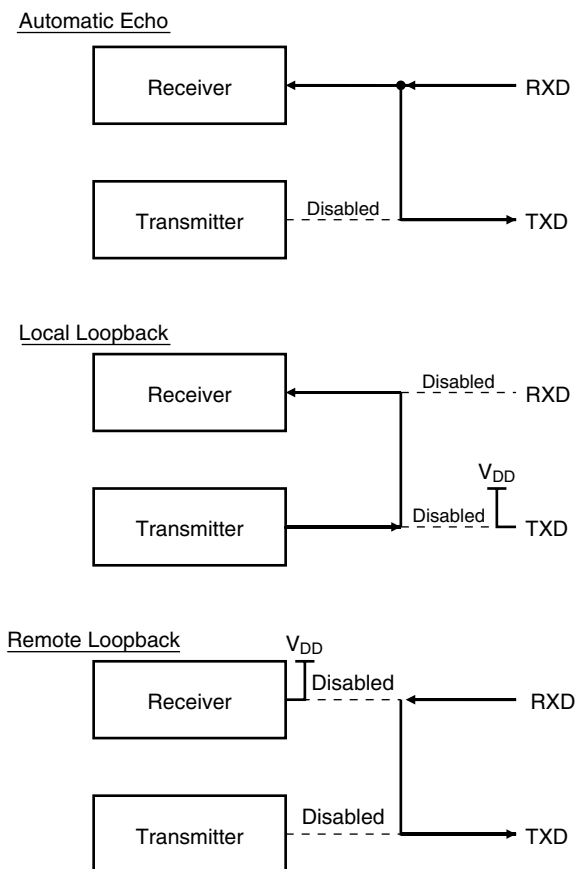 Automatic Echo
Receiver
RXD
Transmitter
Disabled
TXD
Local Loopback
Receiver
Disabled
RXD
VDD
Transmitter
Disabled
TXD
Remote Loopback
VDD
Receiver
Disabled
RXD
Transmitter
Disabled
TXD